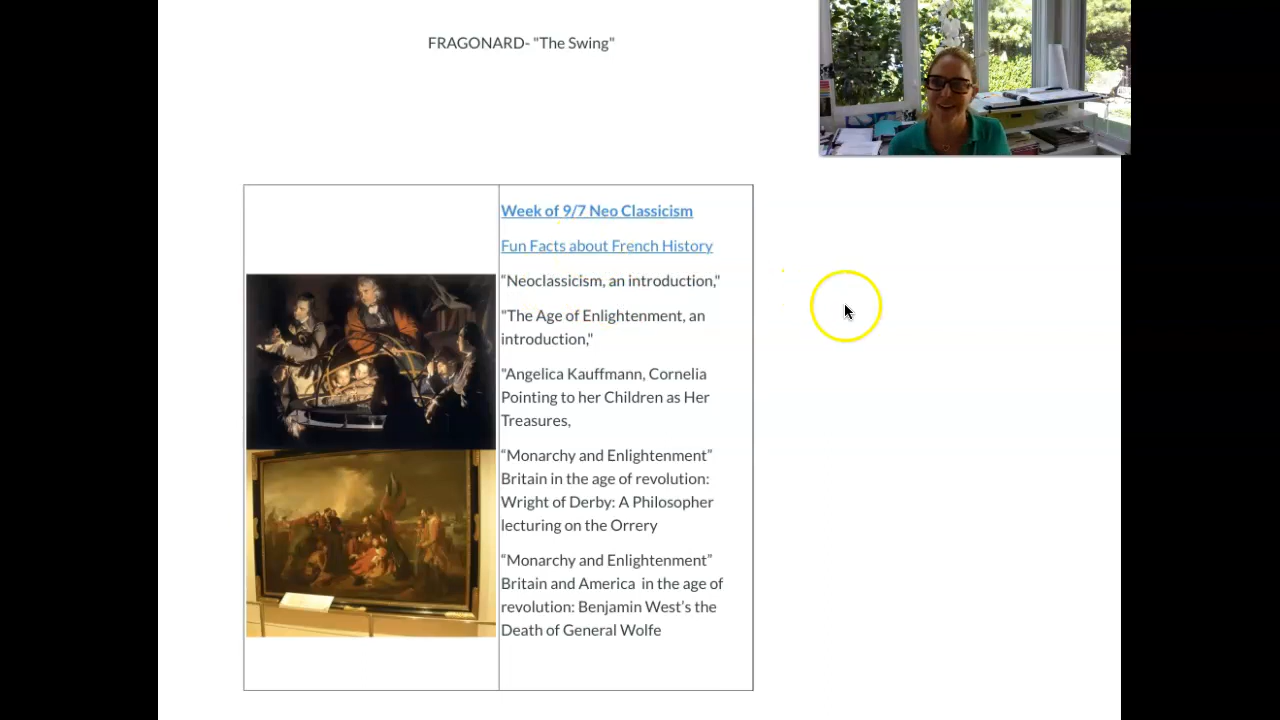 FRAGONARD- "The Swing"
Week of 9/7 Neo Classicism
Fun Facts about French History
“Neoclassicism, an introduction,"
"The Age of Enlightenment, an
introduction,"
"Angelica Kauffmann, Cornelia
Pointing to her Children as Her
Treasures,
“Monarchy and Enlightenment”
Britain in the age of revolution:
Wright of Derby: A Philosopher
lecturing on the Orrery
“Monarchy and Enlightenment”
Britain and America  in the age of
revolution: Benjamin West’s the
Death of General Wolfe